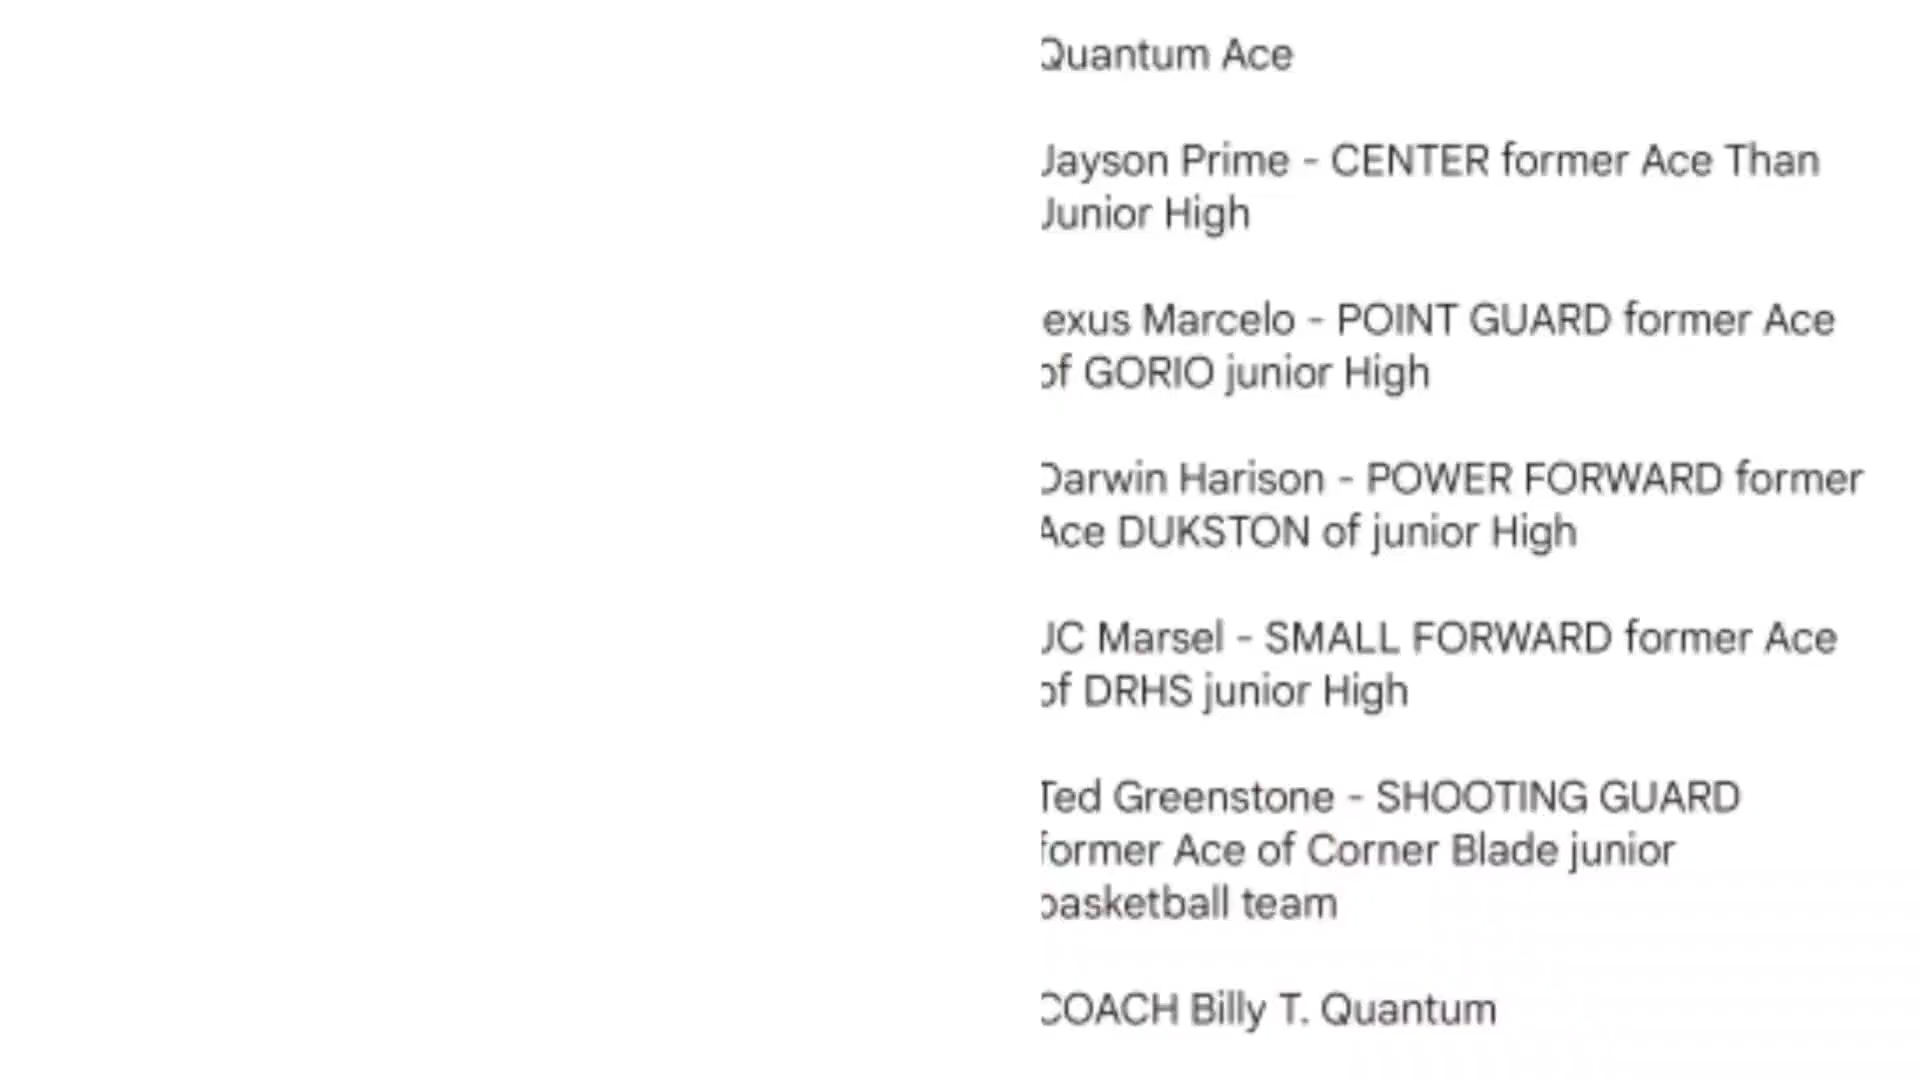 Quantum Ace
Jayson Prime - CENTER former Ace Than
Junior High
exus Marcelo - POINT GUARD former Ace
of GORIO junior High
Darwin Harison - POWER FORWARD former
Ace DUKSTON of junior High
JC Marsel - SMALL FORWARD former Ace
of DRHS junior High
Ted Greenstone - SHOOTING GUARD
former Ace of Corner Blade junior
basketball team
COACH Billy T. Quantum